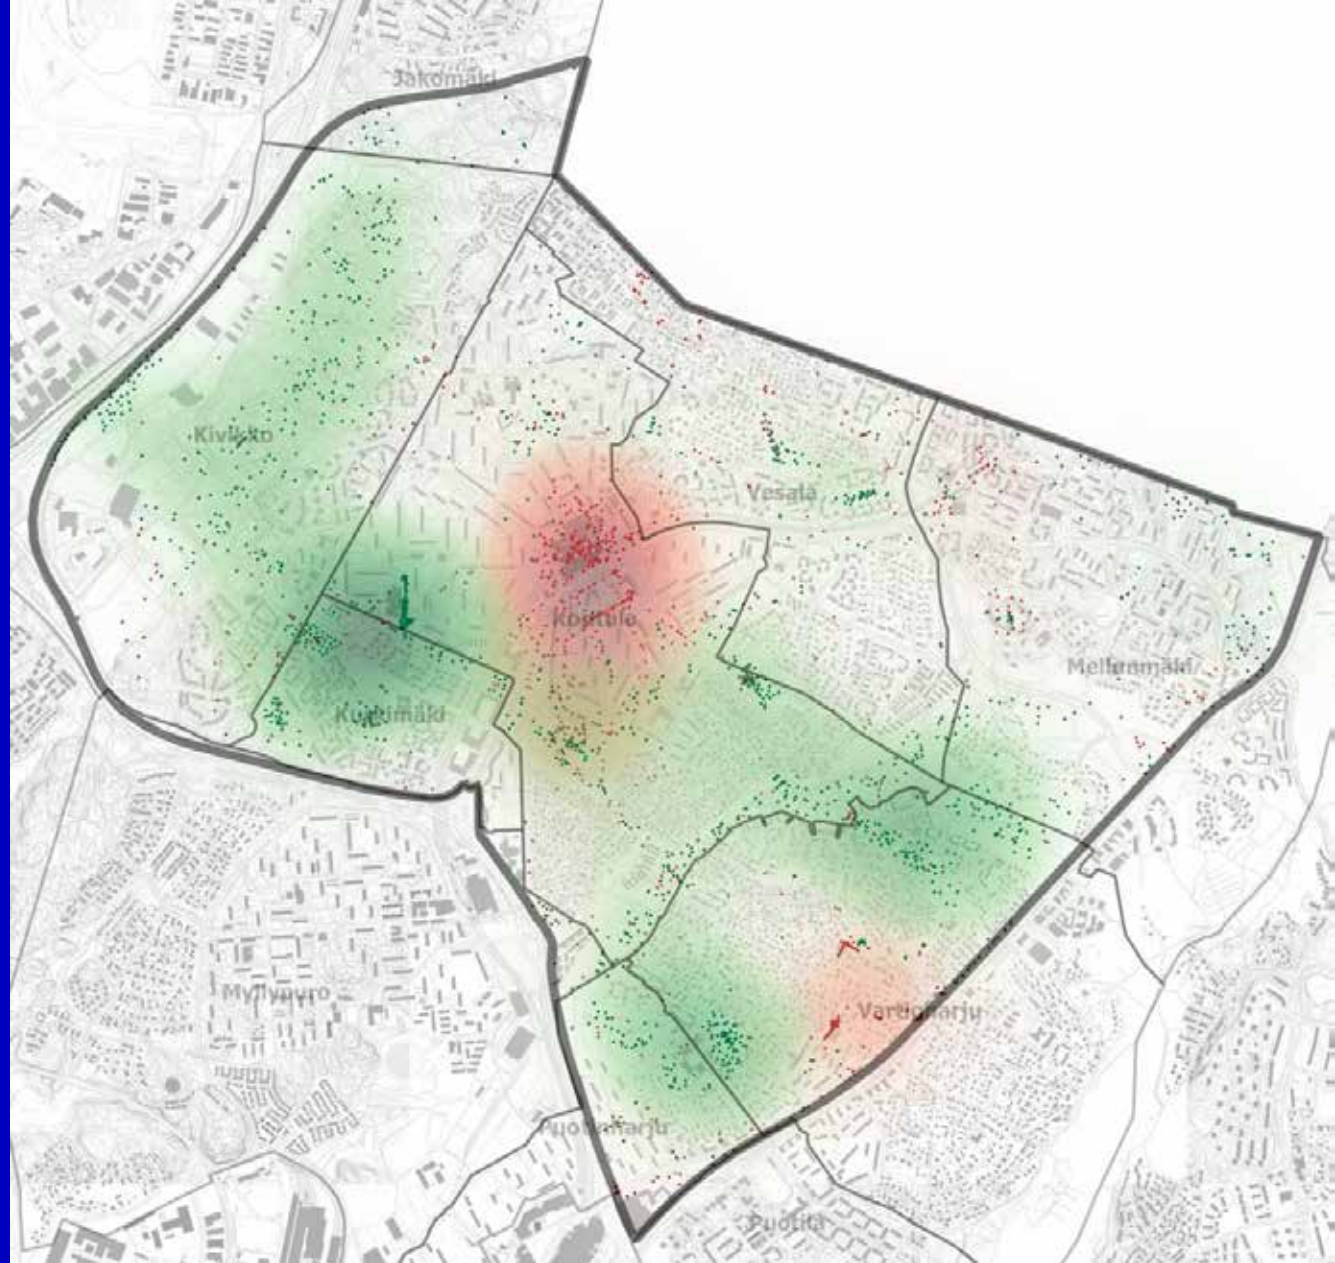 Jakomäki
Kivikko
Vesala
Kontula
Mellunmäki
Kurkimäki
Myllypuro
Vartioharju
Puotinharju
Puotila